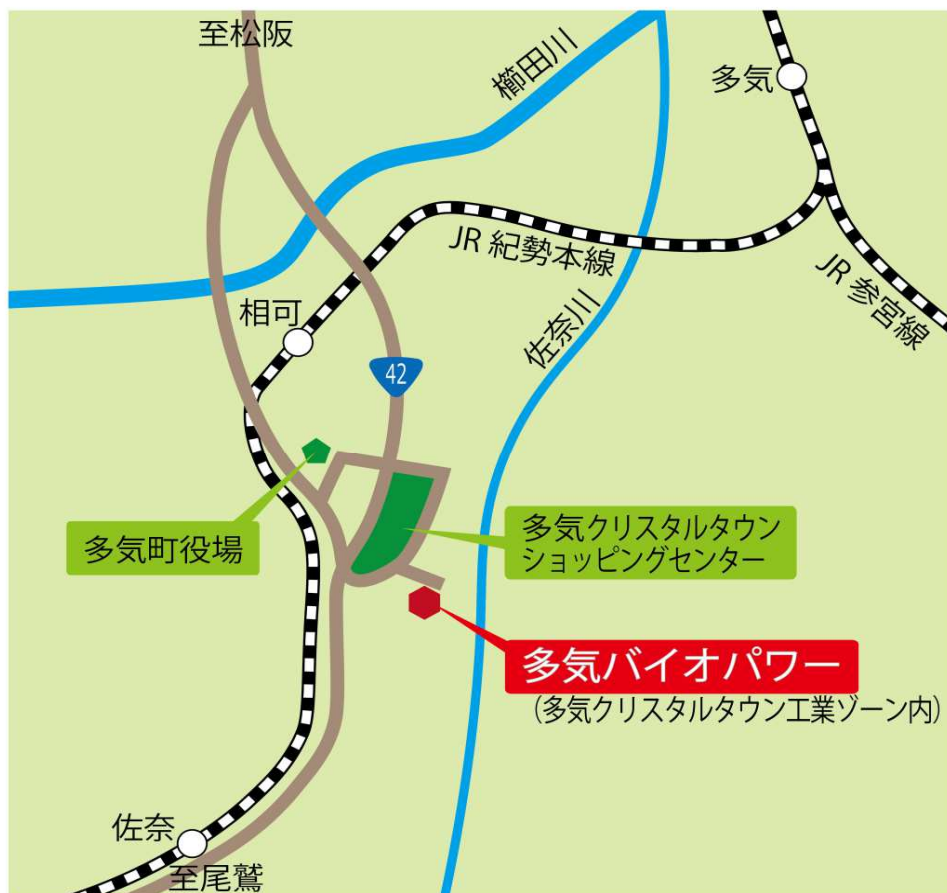 至松阪
櫛田川
多気
JR 紀勢本線
JR 参宮線
相可
佐奈川
42
多気町役場
多気クリスタルタウン
ショッピングセンター
多気バイオパワー
（多気クリスタルタウン工業ゾーン内）
佐奈
至尾鷲